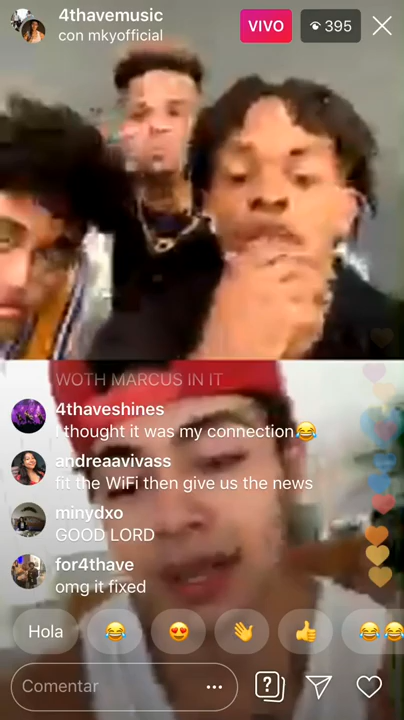 4thavemusic
con mkyofficial
VIVO
395
WOTH MARCUS IN IT
4thaveshines
I thought it was my connection😂
andreaavivass
fit the WiFi then give us the news
minydxo
GOOD LORD
for4thave
omg it fixed
Hola
Comentar